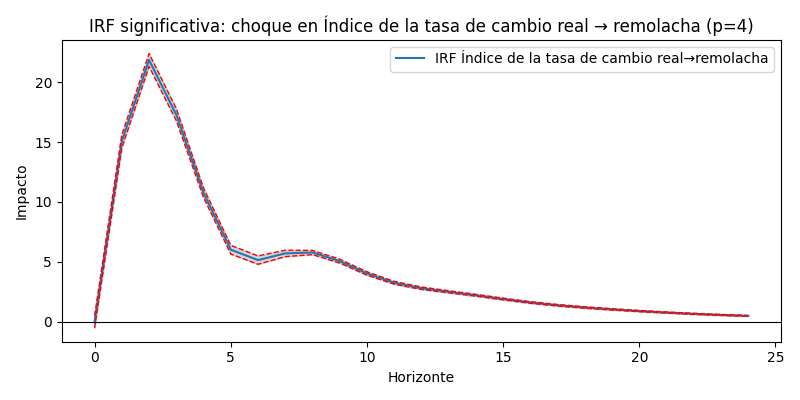 IRF significativa: choque en Índice de la tasa de cambio real → remolacha (p=4)
IRF Índice de la tasa de cambio real→remolacha
Impacto
20
15
10
5
0
0 5 10 15 20 25
Horizonte